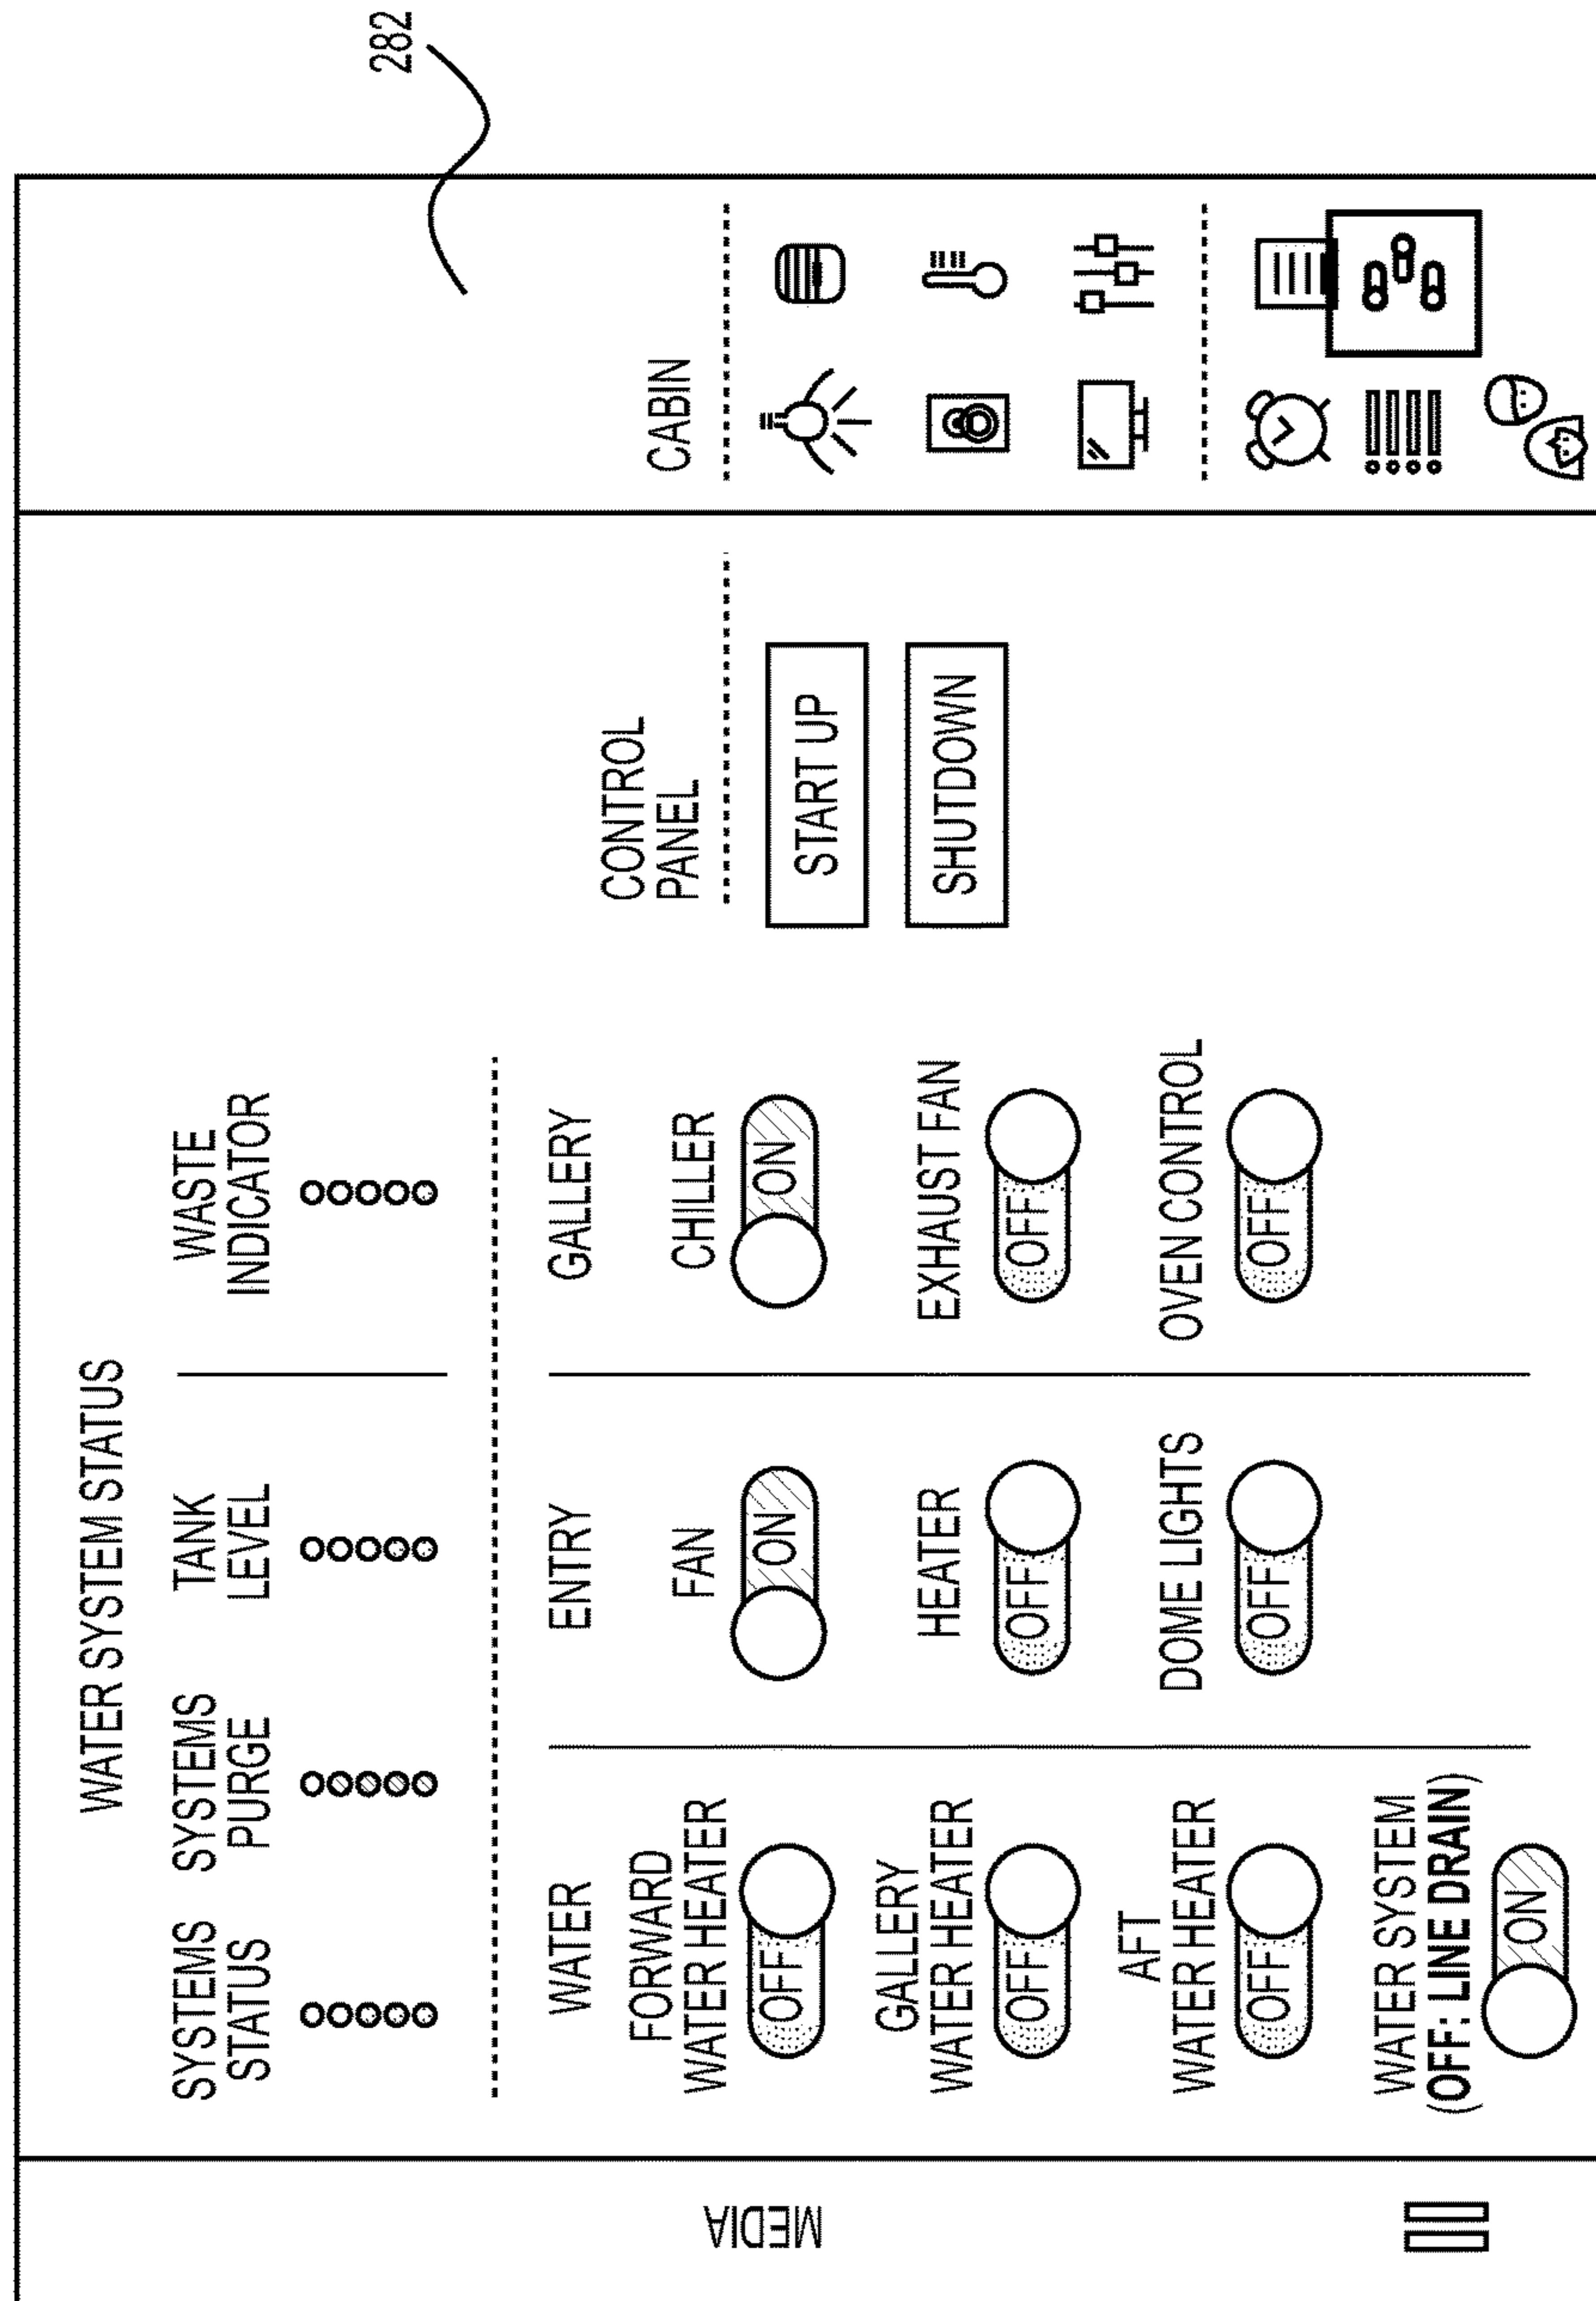 282
MEDIA
WATER SYSTEM STATUS
SYSTEMS
STATUS
SYSTEMS
PURGE
TANK
LEVEL
WASTE
INDICATOR
WATER
FORWARD
WATER HEATER
OFF
GALLERY
WATER HEATER
OFF
AFT
WATER HEATER
OFF
WATER SYSTEM
(OFF: LINE DRAIN)
ON
ENTRY
FAN
ON
HEATER
OFF
DOME LIGHTS
OFF
GALLERY
CHILLER
ON
EXHAUST FAN
OFF
OVEN CONTROL
OFF
CONTROL
PANEL
START UP
SHUTDOWN
CABIN